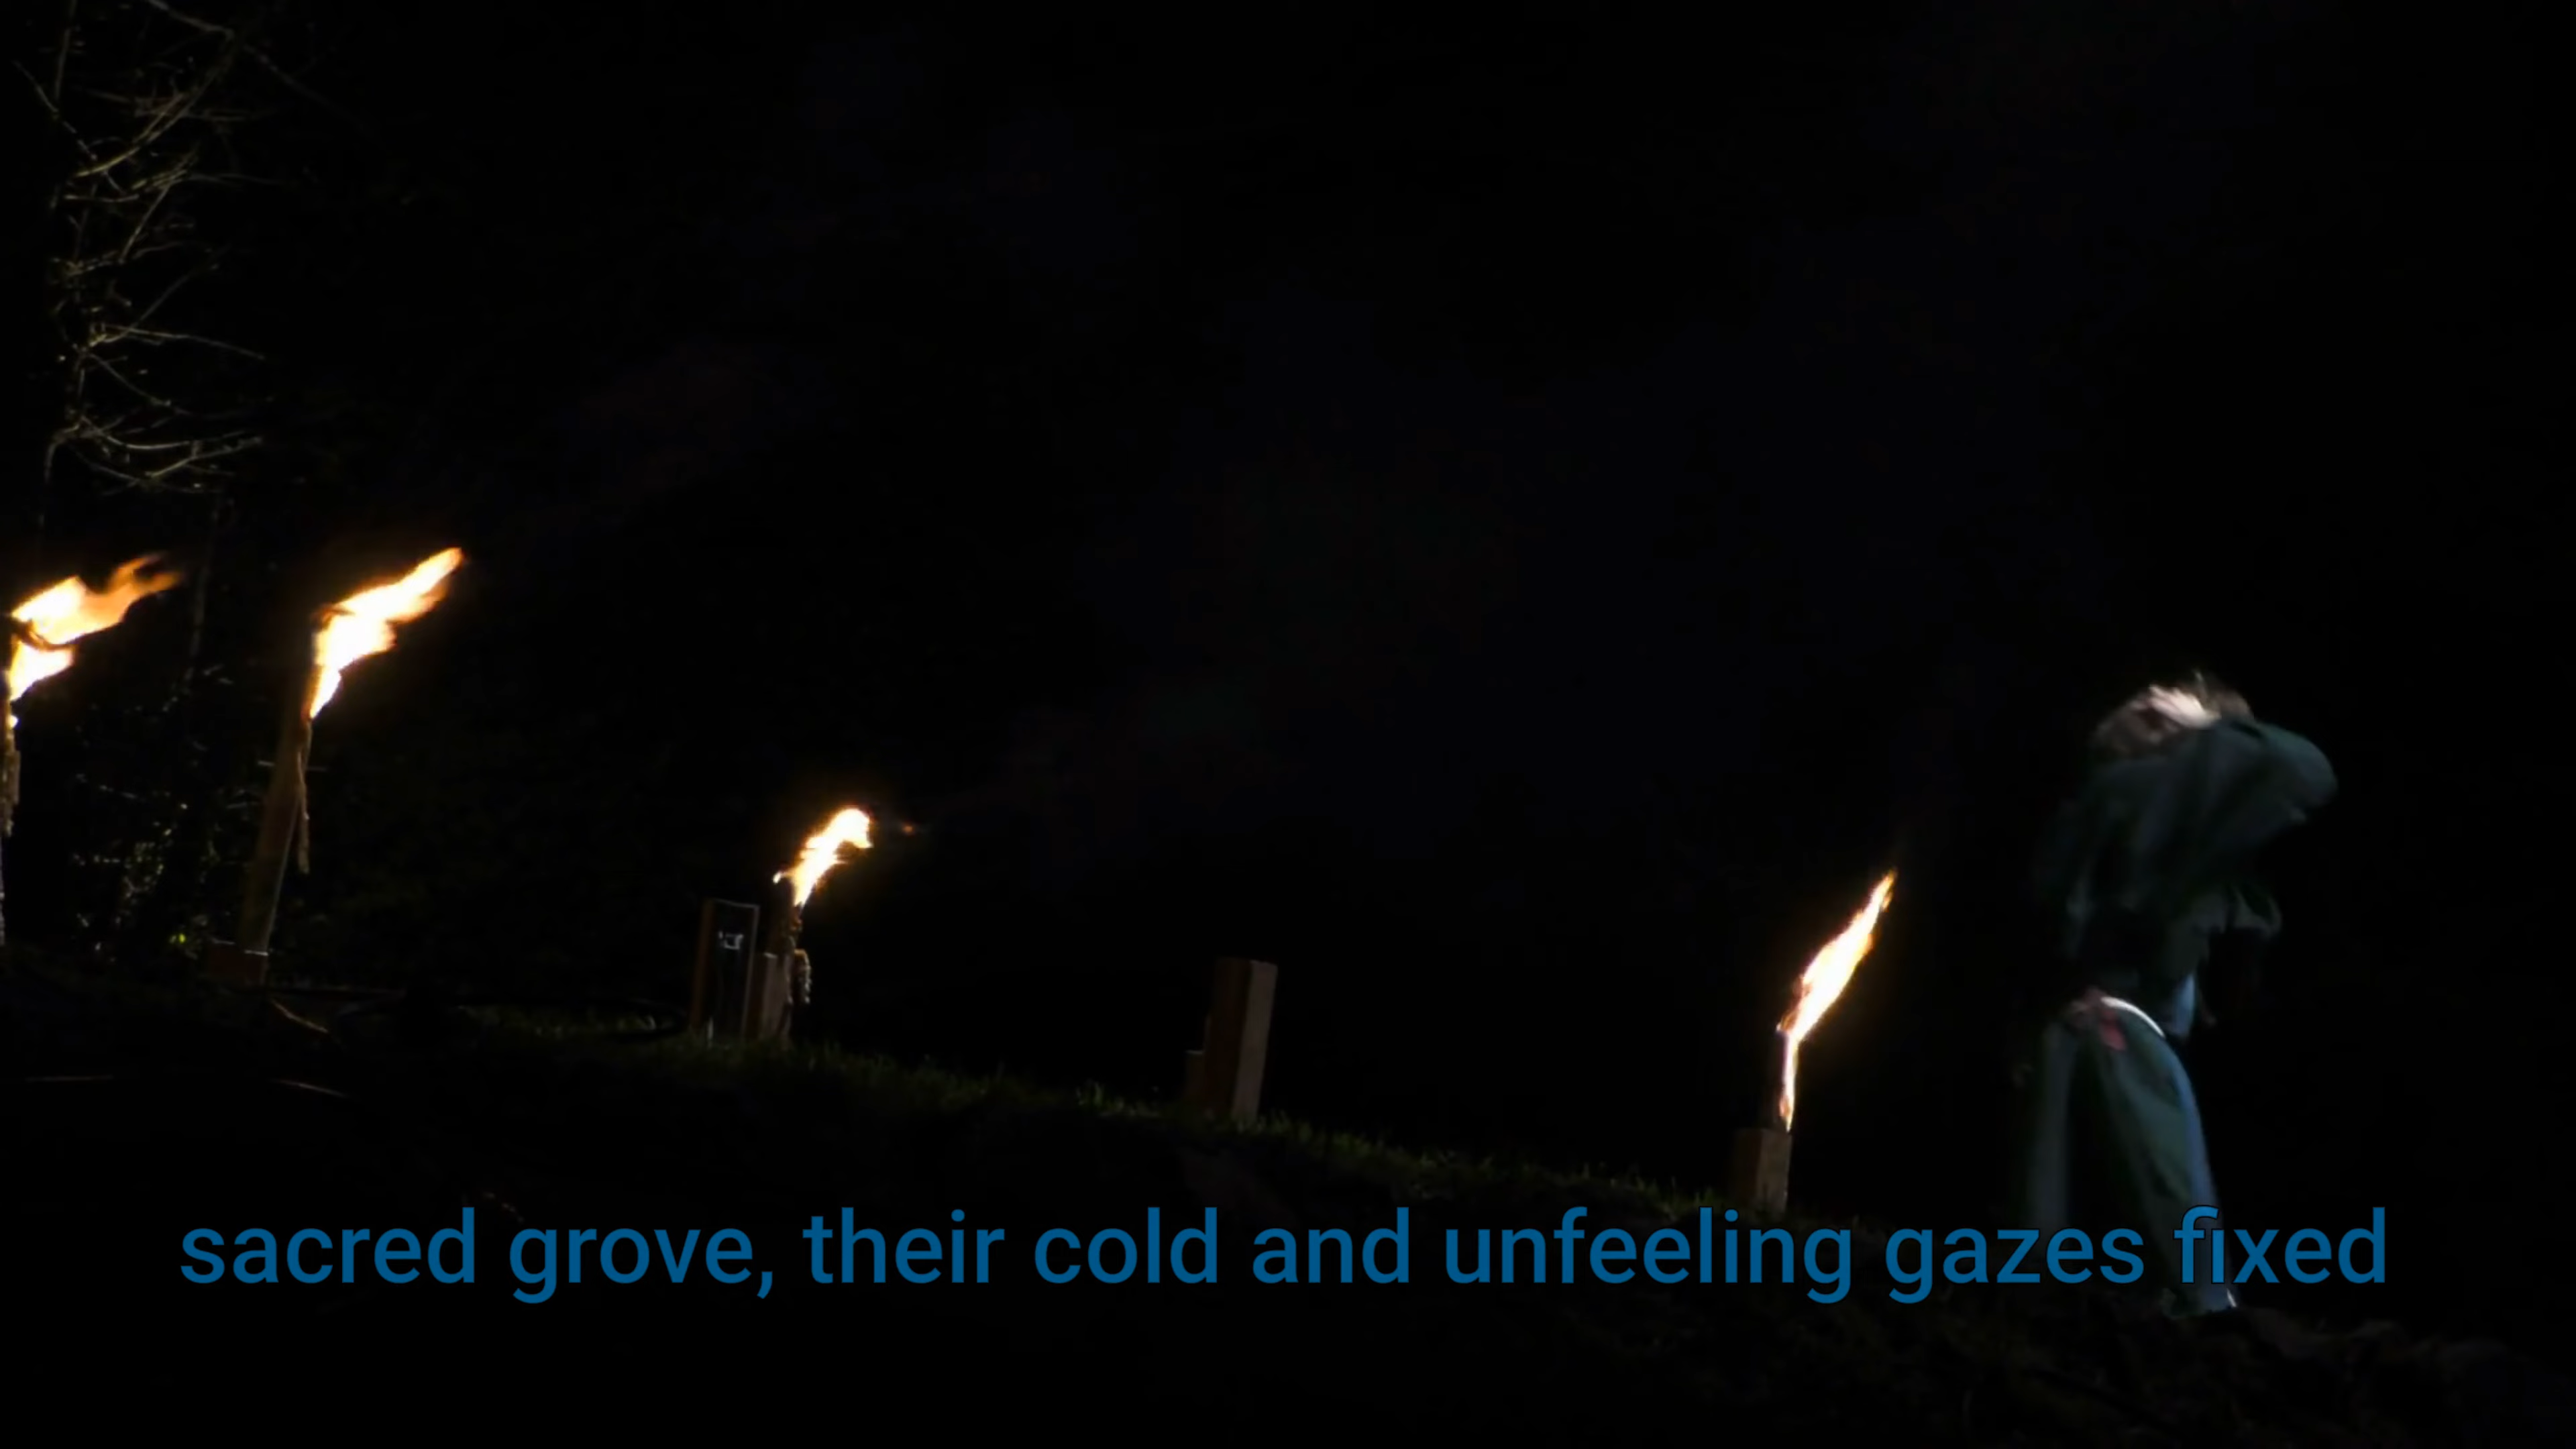 sacred grove, their cold and unfeeling gazes fixed